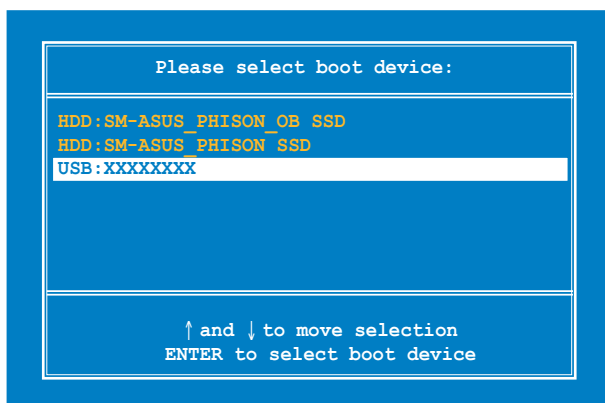 Please select boot device:
HDD:SM-ASUS_PHISON_OB SSD
HDD:SM-ASUS_PHISON SSD
USB:XXXXXXXX
↑ and ↓ to move selection
ENTER to select boot device